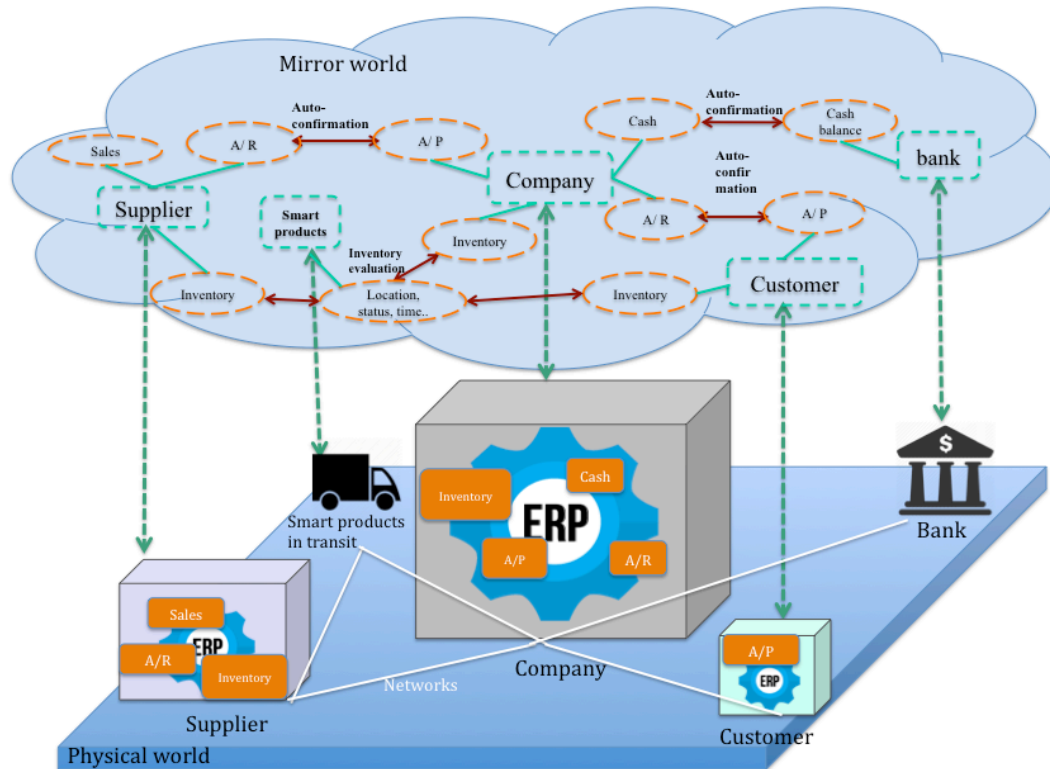 Mirror world
Auto-
confirmation
Auto-
confirmation
Sales
A/ R
A/ P
Cash
Cash
balance
bank
Auto-
confir
mation
Supplier
Smart
products
Company
A/ R
A/ P
Inventory
evaluation
Inventory
Customer
Inventory
Location,
status, time..
Inventory
$
Inventory
Cash
ERP
A/P
A/R
Smart products
in transit
Bank
Sales
ERP
A/R
Inventory
Company
A/P
ERP
Networks
Supplier
Customer
Physical world